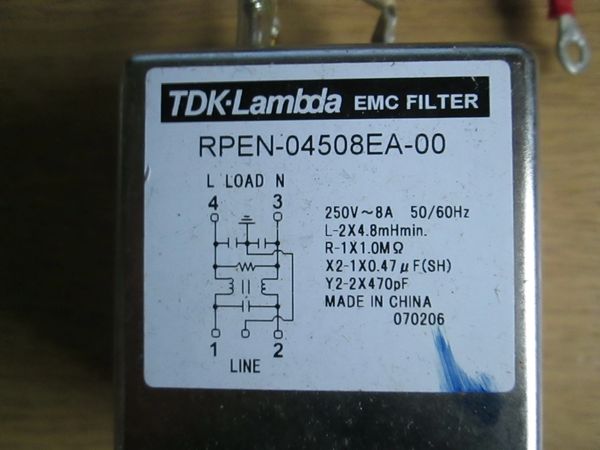 TDK·Lambda EMC FILTER
RPEN-04508EA-00
L LOAD N
4 3
250V~8A 50/60Hz
L-2X4.8mHmin.
R-1X1.0MΩ
X2-1X0.47μF(SH)
Y2-2X470pF
MADE IN CHINA
070206
1 2
LINE